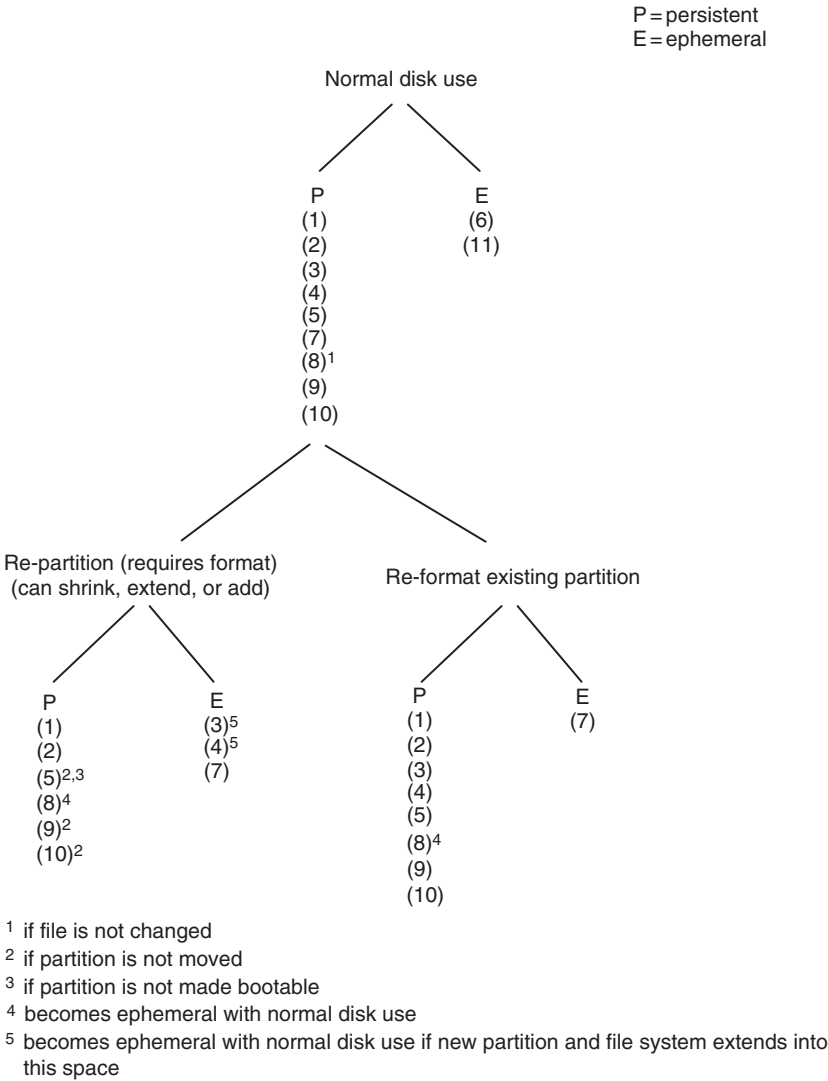 P = persistent
E = ephemeral
Normal disk use
P
(1)
(2)
(3)
(4)
(5)
(7)
(8)¹
(9)
(10)
E
(6)
(11)
Re-partition (requires format)
(can shrink, extend, or add)
P
(1)
(2)
(5)²,³
(8)⁴
(9)²
(10)²
E
(3)⁵
(4)⁵
(7)
Re-format existing partition
P
(1)
(2)
(3)
(4)
(5)
(8)⁴
(9)
(10)
E
(7)
¹ if file is not changed
² if partition is not moved
³ if partition is not made bootable
⁴ becomes ephemeral with normal disk use
⁵ becomes ephemeral with normal disk use if new partition and file system extends into
this space